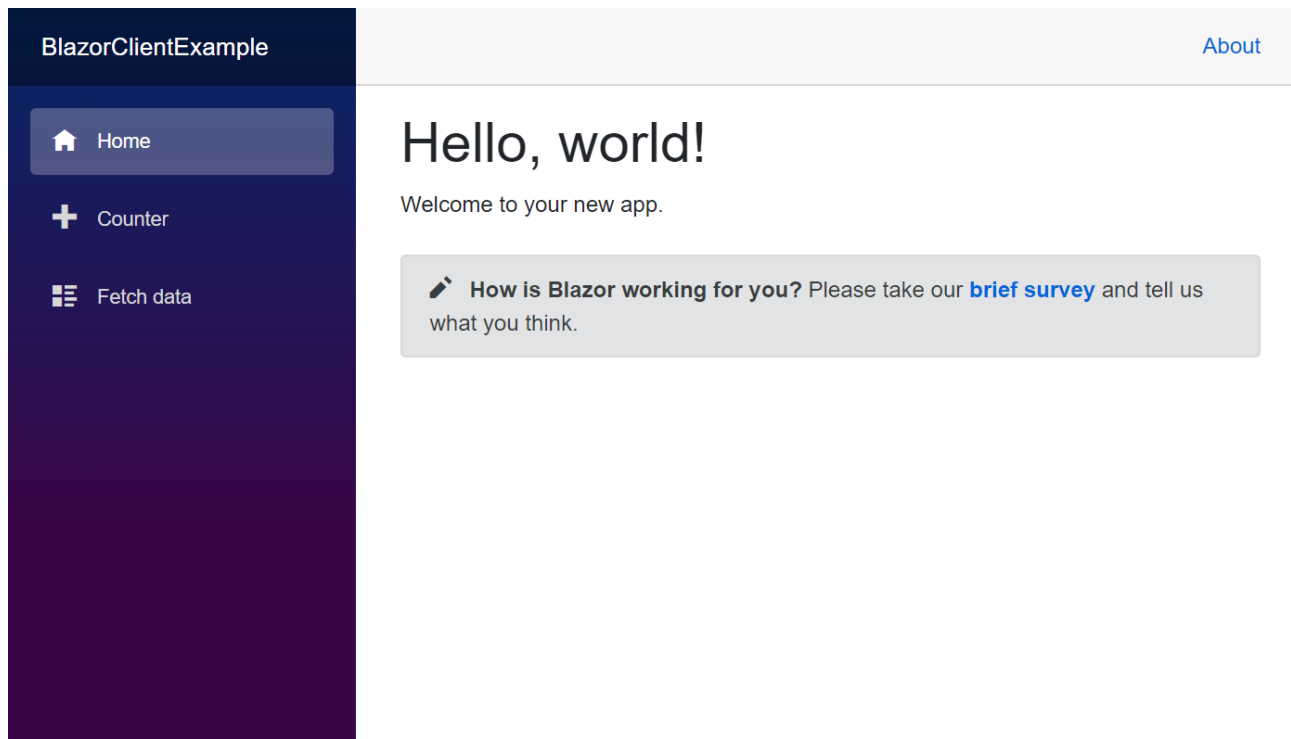 BlazorClientExample
About
Home
Counter
Fetch data
Hello, world!
Welcome to your new app.
How is Blazor working for you? Please take our brief survey and tell us
what you think.